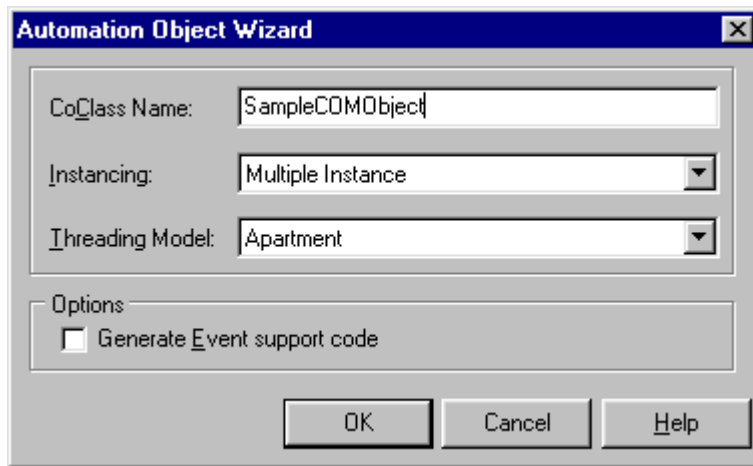 Automation Object Wizard
CoClass Name: SampleCOMObject
Instancing: Multiple Instance
Threading Model: Apartment
Options
Generate Event support code
OK Cancel Help